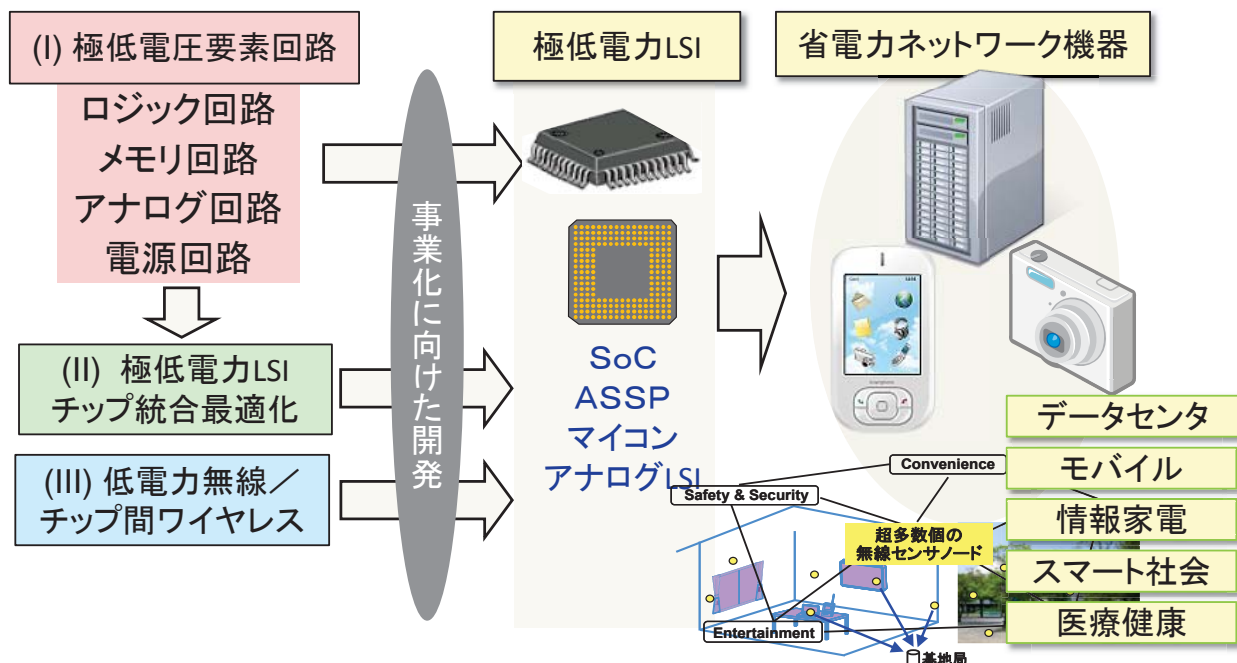 (I) 極低電圧要素回路
ロジック回路
メモリ回路
アナログ回路
電源回路
(II) 極低電力LSI
チップ統合最適化
(III) 低電力無線／
チップ間ワイヤレス
事業化に向けた開発
極低電力LSI
SoC
ASSP
マイコン
アナログLSI
省電力ネットワーク機器
データセンタ
モバイル
情報家電
スマート社会
医療健康
Convenience
Safety & Security
超多数個の
無線センサノード
Entertainment
基地局